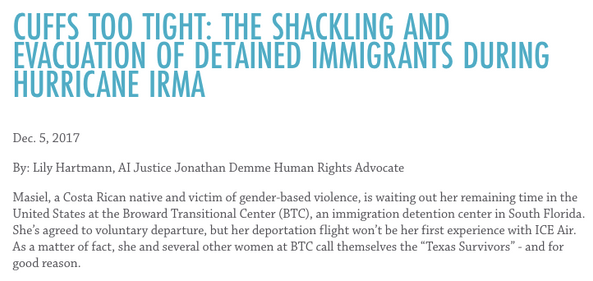 CUFFS TOO TIGHT: THE SHACKLING AND
EVACUATION OF DETAINED IMMIGRANTS DURING
HURRICANE IRMA
Dec. 5, 2017
By: Lily Hartmann, AI Justice Jonathan Demme Human Rights Advocate
Masiel, a Costa Rican native and victim of gender-based violence, is waiting out her remaining time in the
United States at the Broward Transitional Center (BTC), an immigration detention center in South Florida.
She’s agreed to voluntary departure, but her deportation flight won’t be her first experience with ICE Air.
As a matter of fact, she and several other women at BTC call themselves the “Texas Survivors” - and for
good reason.